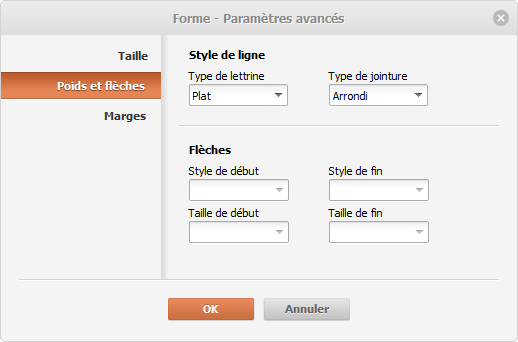 Forme - Paramètres avancés
Taille
Poids et flèches
Marges
Style de ligne
Type de lettrine Type de jointure
Plat Arrondi
Flèches
Style de début Style de fin
Taille de début Taille de fin
OK Annuler